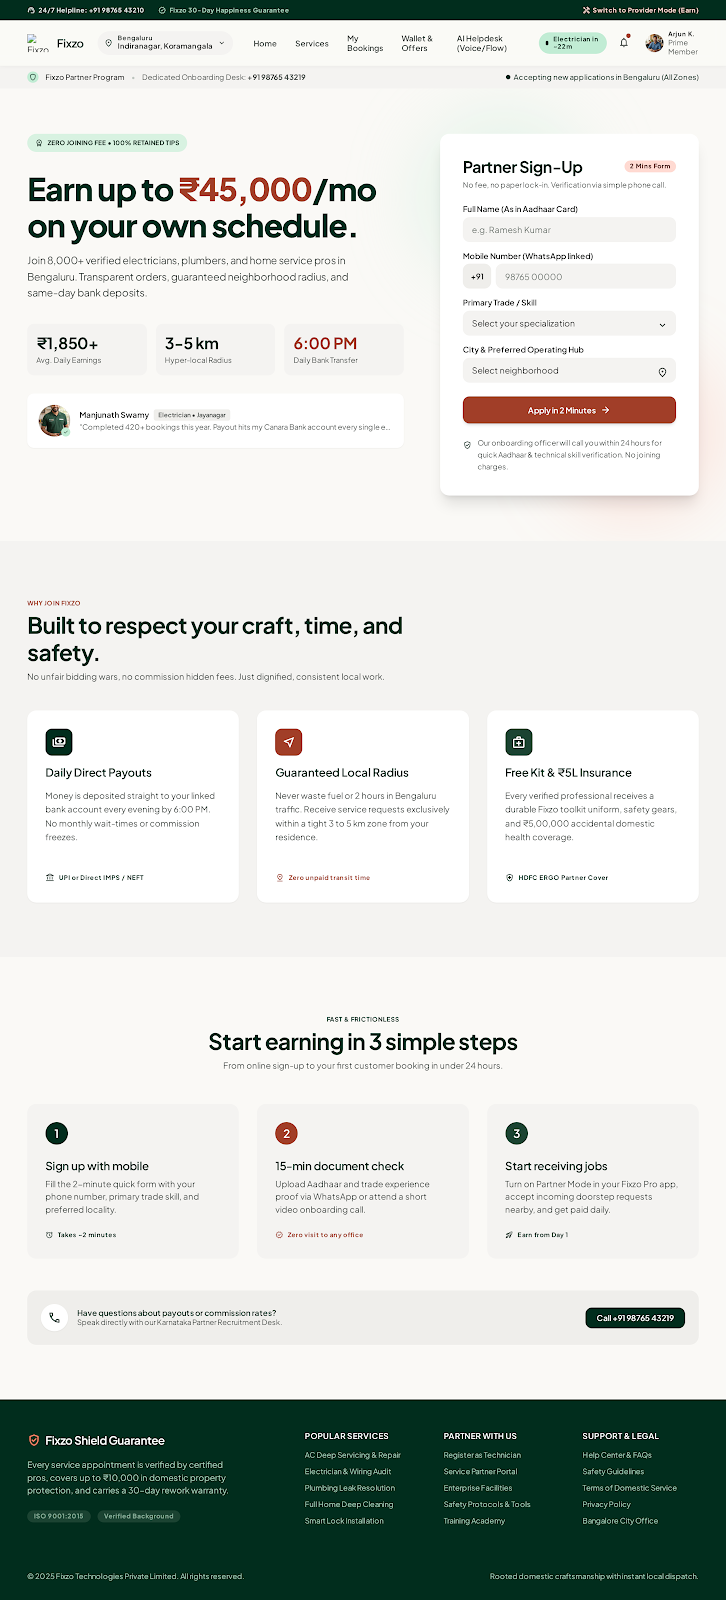 24/7 Helpline: +91 98765 43210
Fixzo 30-Day Happiness Guarantee
Switch to Provider Mode (Earn)
Fixzo
Fixzo
Bengaluru
Indiranagar, Koramangala
Home
Services
My
Bookings
Wallet &
Offers
AI Helpdesk
(Voice/Flow)
Electrician in
~22m
Arjun K.
Prime
Member
Fixzo Partner Program
• Dedicated Onboarding Desk: +91 98765 43219
Accepting new applications in Bengaluru (All Zones)
ZERO JOINING FEE • 100% RETAINED TIPS
Earn up to ₹45,000/mo
on your own schedule.
Join 8,000+ verified electricians, plumbers, and home service pros in
Bengaluru. Transparent orders, guaranteed neighborhood radius, and
same-day bank deposits.
₹1,850+
Avg. Daily Earnings
3-5 km
Hyper-local Radius
6:00 PM
Daily Bank Transfer
Manjunath Swamy
Electrician • Jayanagar
"Completed 420+ bookings this year. Payout hits my Canara Bank account every single e...
Partner Sign-Up
2 Mins Form
No fee, no paper lock-in. Verification via simple phone call.
Full Name (As in Aadhaar Card)
e.g. Ramesh Kumar
Mobile Number (WhatsApp linked)
+91
98765 00000
Primary Trade / Skill
Select your specialization
City & Preferred Operating Hub
Select neighborhood
Apply in 2 Minutes →
Our onboarding officer will call you within 24 hours for
quick Aadhaar & technical skill verification. No joining
charges.
WHY JOIN FIXZO
Built to respect your craft, time, and
safety.
No unfair bidding wars, no commission hidden fees. Just dignified, consistent local work.
Daily Direct Payouts
Money is deposited straight to your linked
bank account every evening by 6:00 PM.
No monthly wait-times or commission
freezes.
UPI or Direct IMPS / NEFT
Guaranteed Local Radius
Never waste fuel or 2 hours in Bengaluru
traffic. Receive service requests exclusively
within a tight 3 to 5 km zone from your
residence.
Zero unpaid transit time
Free Kit & ₹5L Insurance
Every verified professional receives a
durable Fixzo toolkit uniform, safety gears,
and ₹5,00,000 accidental domestic
health coverage.
HDFC ERGO Partner Cover
FAST & FRICTIONLESS
Start earning in 3 simple steps
From online sign-up to your first customer booking in under 24 hours.
1
Sign up with mobile
Fill the 2-minute quick form with your
phone number, primary trade skill, and
preferred locality.
Takes ~2 minutes
2
15-min document check
Upload Aadhaar and trade experience
proof via WhatsApp or attend a short
video onboarding call.
Zero visit to any office
3
Start receiving jobs
Turn on Partner Mode in your Fixzo Pro app,
accept incoming doorstep requests
nearby, and get paid daily.
Earn from Day 1
Have questions about payouts or commission rates?
Speak directly with our Karnataka Partner Recruitment Desk.
Call +91 98765 43219
Fixzo Shield Guarantee
Every service appointment is verified by certified
pros, covers up to ₹10,000 in domestic property
protection, and carries a 30-day rework warranty.
ISO 9001:2015
Verified Background
POPULAR SERVICES
AC Deep Servicing & Repair
Electrician & Wiring Audit
Plumbing Leak Resolution
Full Home Deep Cleaning
Smart Lock Installation
PARTNER WITH US
Register as Technician
Service Partner Portal
Enterprise Facilities
Safety Protocols & Tools
Training Academy
SUPPORT & LEGAL
Help Center & FAQs
Safety Guidelines
Terms of Domestic Service
Privacy Policy
Bangalore City Office
© 2025 Fixzo Technologies Private Limited. All rights reserved.
Rooted domestic craftsmanship with instant local dispatch.